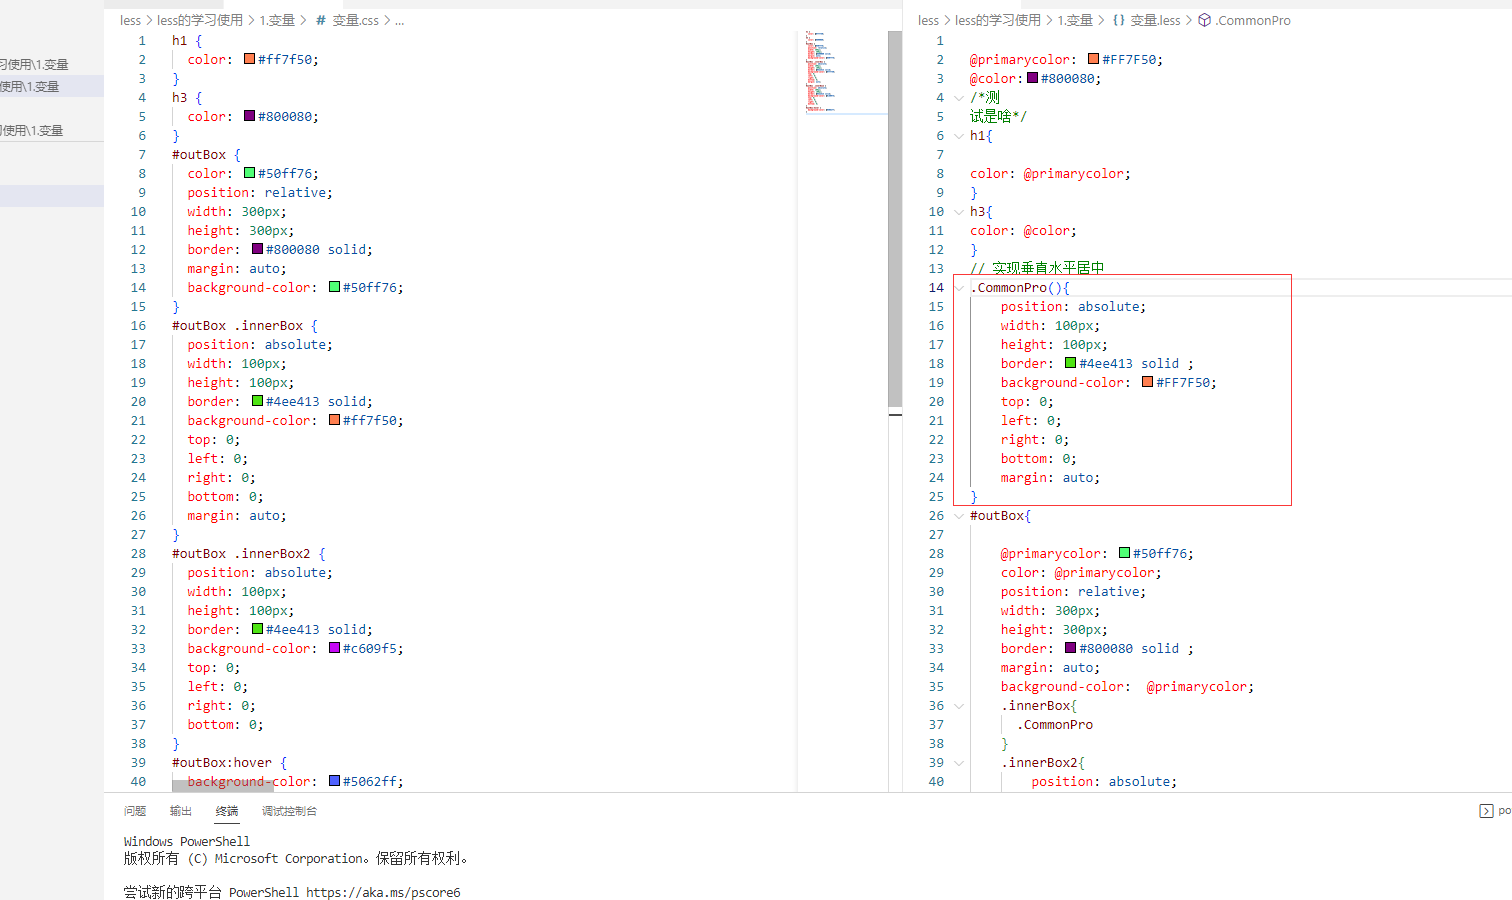 less > less的学习使用 > 1.变量 > # 变量.css > ...
习使用\1.变量
使用\1.变量
习使用\1.变量
1 h1 {
2 color: #ff7f50;
3 }
4 h3 {
5 color: #800080;
6 }
7 #outBox {
8 color: #50ff76;
9 position: relative;
10 width: 300px;
11 height: 300px;
12 border: #800080 solid;
13 margin: auto;
14 background-color: #50ff76;
15 }
16 #outBox .innerBox {
17 position: absolute;
18 width: 100px;
19 height: 100px;
20 border: #4ee413 solid;
21 background-color: #ff7f50;
22 top: 0;
23 left: 0;
24 right: 0;
25 bottom: 0;
26 margin: auto;
27 }
28 #outBox .innerBox2 {
29 position: absolute;
30 width: 100px;
31 height: 100px;
32 border: #4ee413 solid;
33 background-color: #c609f5;
34 top: 0;
35 left: 0;
36 right: 0;
37 bottom: 0;
38 }
39 #outBox:hover {
40 background-color: #5062ff;
less > less的学习使用 > 1.变量 > {} 变量.less > .CommonPro
1
2 @primarycolor: #FF7F50;
3 @color: #800080;
4 /*测
5 试是啥*/
6 h1{
7
8 color: @primarycolor;
9 }
10 h3{
11 color: @color;
12 }
13 // 实现垂直水平居中
14 .CommonPro(){
15 position: absolute;
16 width: 100px;
17 height: 100px;
18 border: #4ee413 solid ;
19 background-color: #FF7F50;
20 top: 0;
21 left: 0;
22 right: 0;
23 bottom: 0;
24 margin: auto;
25 }
26 #outBox{
27
28 @primarycolor: #50ff76;
29 color: @primarycolor;
30 position: relative;
31 width: 300px;
32 height: 300px;
33 border: #800080 solid ;
34 margin: auto;
35 background-color: @primarycolor;
36 .innerBox{
37 .CommonPro
38 }
39 .innerBox2{
40 position: absolute;
问题 输出 终端 调试控制台
po
Windows PowerShell
版权所有 (C) Microsoft Corporation。保留所有权利。
尝试新的跨平台 PowerShell https://aka.ms/pscore6